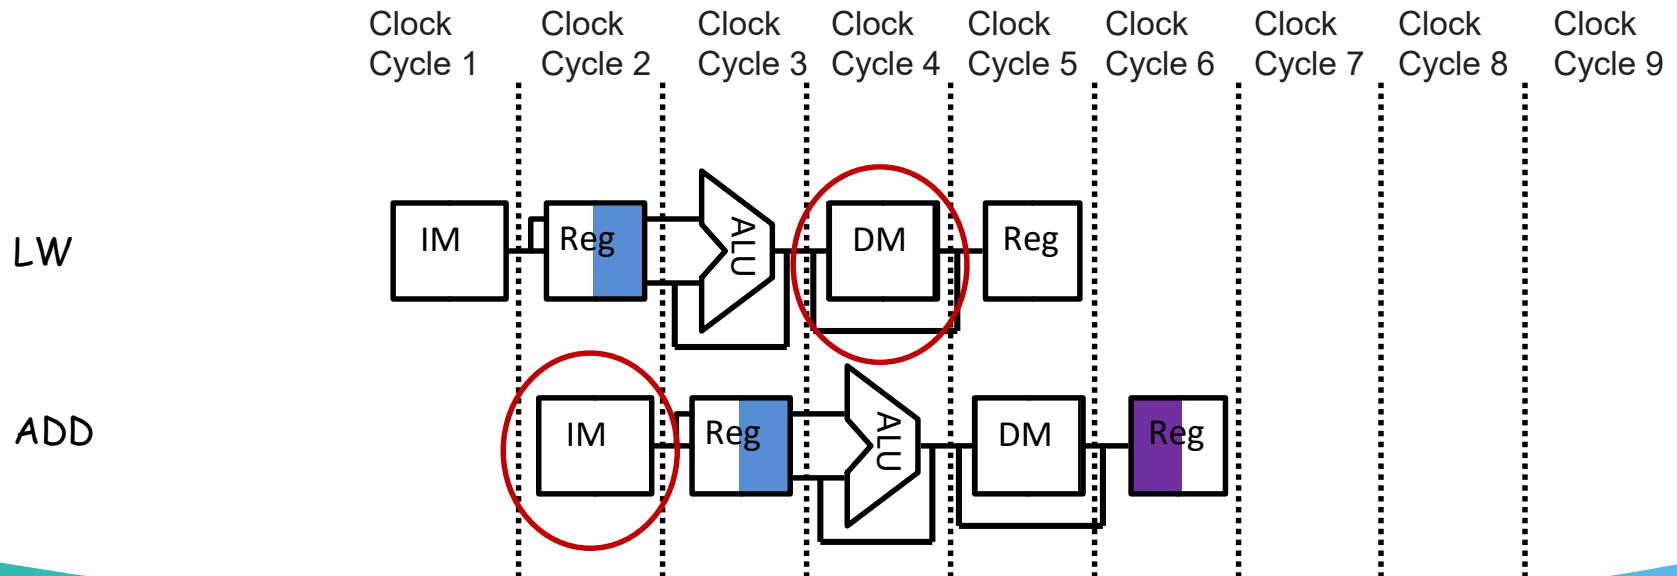 Clock Clock Clock Clock Clock Clock Clock Clock Clock
Cycle 1 Cycle 2 Cycle 3 Cycle 4 Cycle 5 Cycle 6 Cycle 7 Cycle 8 Cycle 9
LW IM Reg ALU DM Reg
ADD IM Reg ALU DM Reg